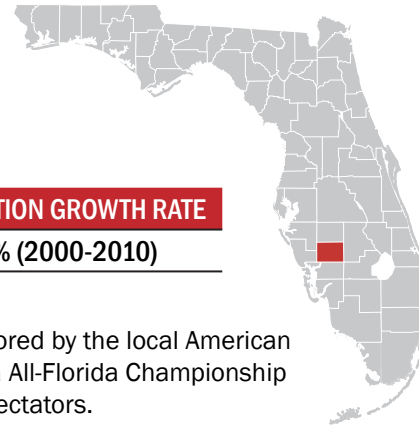 TION GROWTH RATE
% (2000-2010)
ored by the local American
All-Florida Championship
ectators.